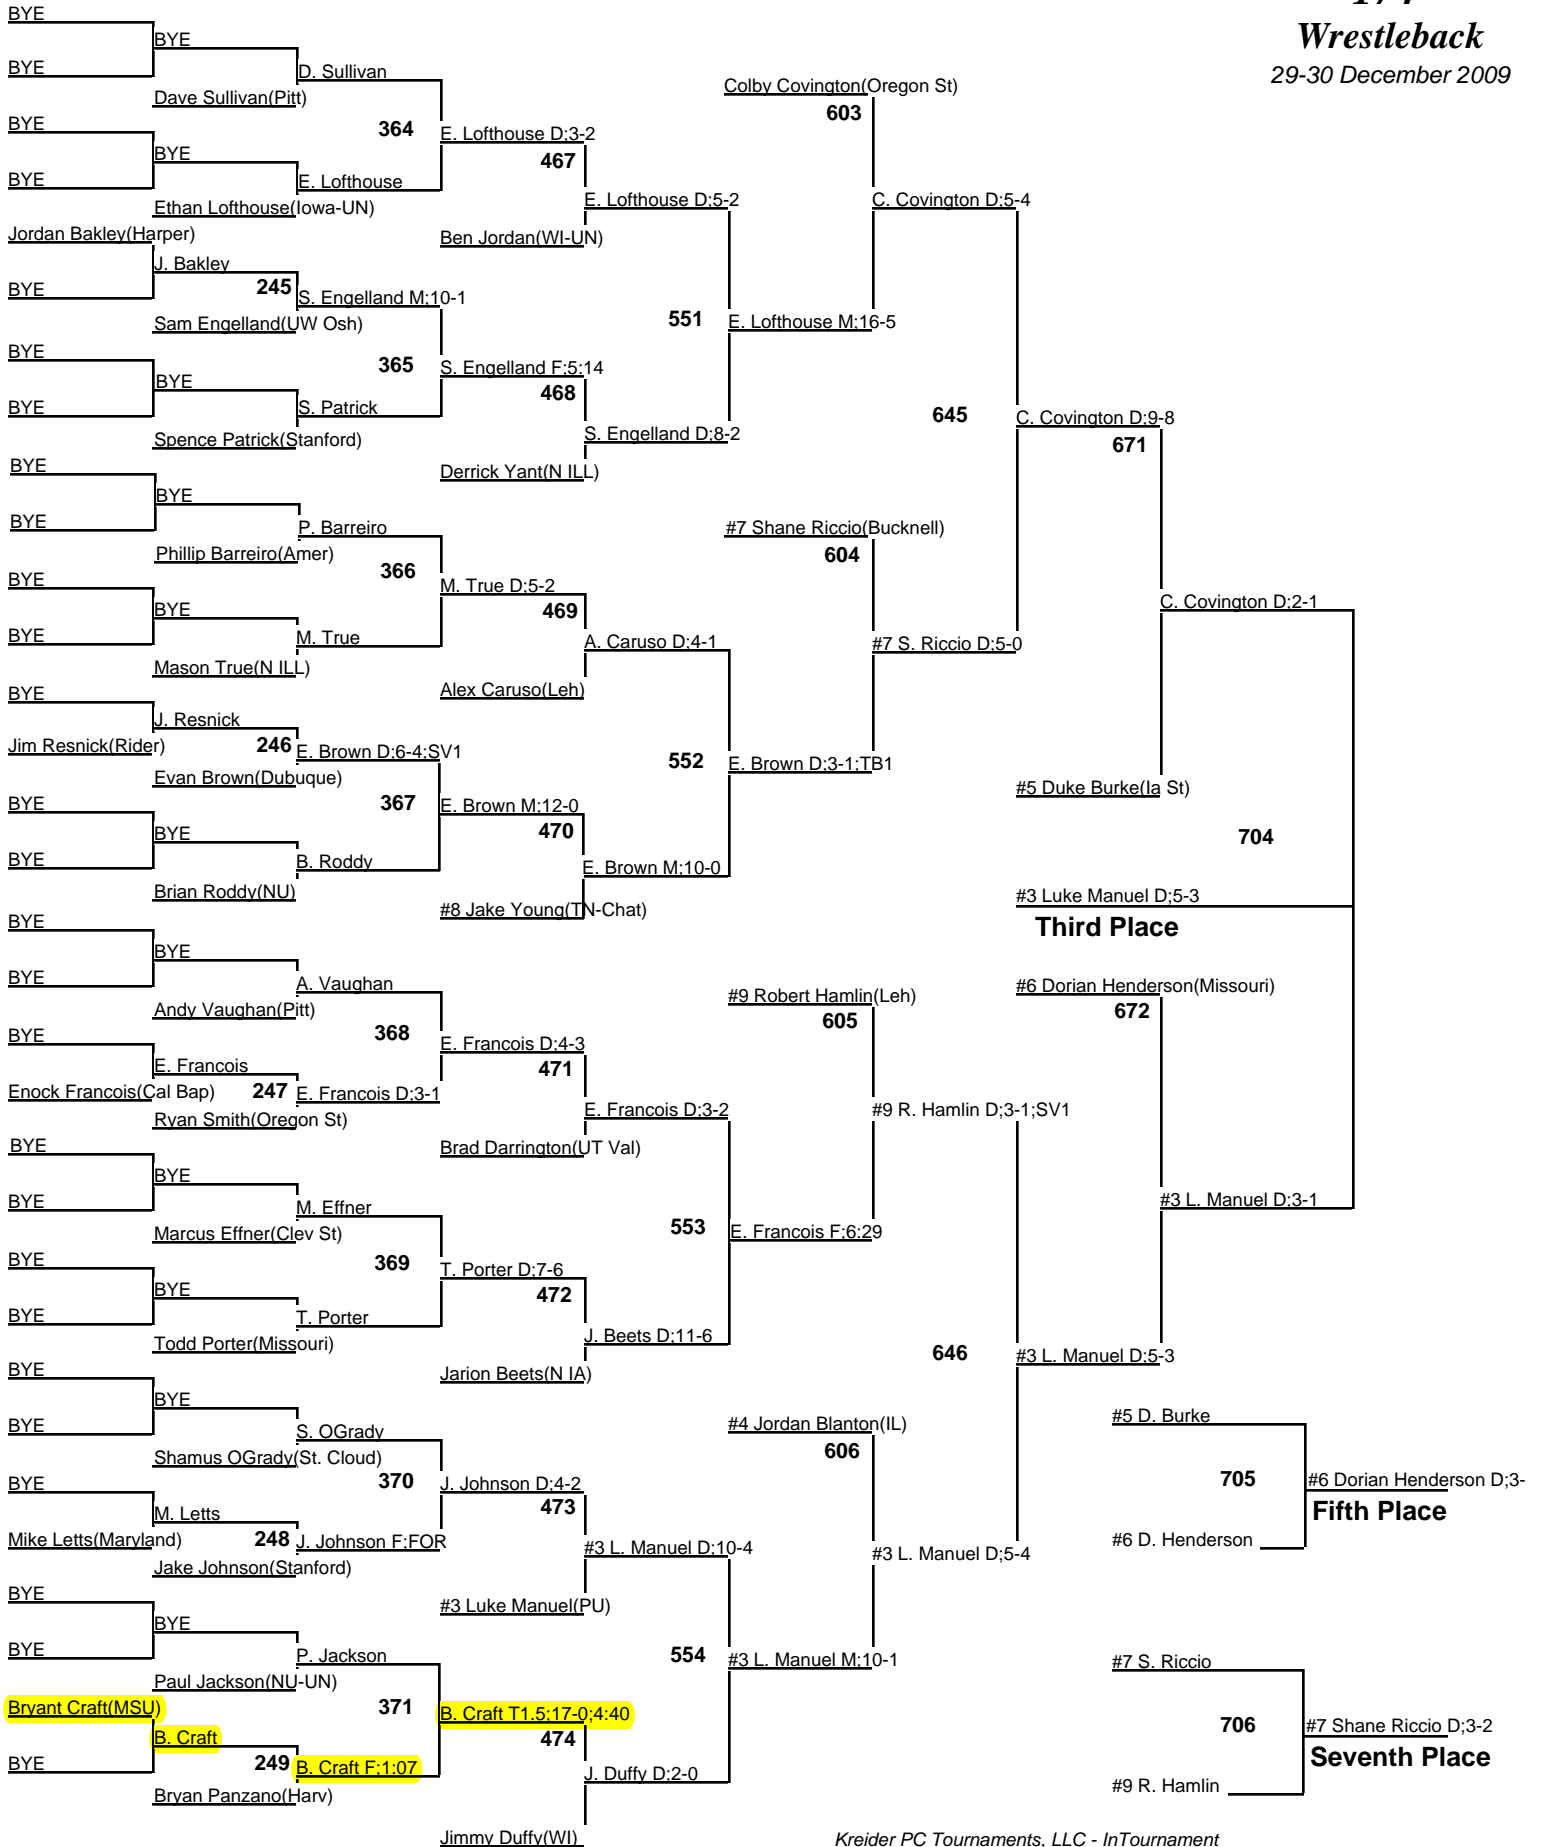 Wrestleback
29-30 December 2009
BYE
BYE
BYE
D. Sullivan
Dave Sullivan(Pitt)
BYE
364
E. Lofthouse D;3-2
BYE
467
BYE
E. Lofthouse
Ethan Lofthouse(Iowa-UN)
E. Lofthouse D;5-2
Jordan Bakley(Harper)
Ben Jordan(WI-UN)
J. Bakley
BYE
245
S. Engelland M;10-1
Sam Engelland(UW Osh)
551
E. Lofthouse M;16-5
BYE
365
S. Engelland F;5:14
BYE
468
BYE
S. Patrick
Spence Patrick(Stanford)
S. Engelland D;8-2
BYE
Derrick Yant(N ILL)
BYE
BYE
P. Barreiro
Phillip Barreiro(Amer)
366
BYE
M. True D;5-2
BYE
469
BYE
M. True
A. Caruso D;4-1
Mason True(N ILL)
Alex Caruso(Leh)
BYE
J. Resnick
Jim Resnick(Rider)
246
E. Brown D;6-4;SV1
552
E. Brown D;3-1;TB1
Evan Brown(Dubuque)
BYE
367
E. Brown M;12-0
BYE
470
BYE
B. Roddy
E. Brown M;10-0
Brian Roddy(NU)
#8 Jake Young(TN-Chat)
Colby Covington(Oregon St)
603
C. Covington D;5-4
645
C. Covington D;9-8
671
#7 Shane Riccio(Bucknell)
604
#7 S. Riccio D;5-0
C. Covington D;2-1
#5 Duke Burke(Ia St)
704
#3 Luke Manuel D;5-3
Third Place
BYE
BYE
BYE
A. Vaughan
Andy Vaughan(Pitt)
368
BYE
E. Francois D;4-3
E. Francois
471
Enock Francois(Cal Bap)
247
E. Francois D;3-1
Ryan Smith(Oregon St)
E. Francois D;3-2
BYE
Brad Darrington(UT Val)
BYE
BYE
M. Effner
Marcus Effner(Clev St)
553
E. Francois F;6:29
BYE
369
T. Porter D;7-6
BYE
472
BYE
T. Porter
Todd Porter(Missouri)
J. Beets D;11-6
BYE
Jarion Beets(N IA)
BYE
BYE
S. OGrady
Shamus OGrady(St. Cloud)
370
BYE
J. Johnson D;4-2
M. Letts
473
Mike Letts(Maryland)
248
J. Johnson F;FOR
#3 L. Manuel D;10-4
Jake Johnson(Stanford)
BYE
#3 Luke Manuel(PU)
BYE
BYE
P. Jackson
554
#3 L. Manuel M;10-1
Paul Jackson(NU-UN)
Bryant Craft(MSU)
371
B. Craft T1.5;17-0;4:40
B. Craft
474
BYE
249
B. Craft F;1:07
J. Duffy D;2-0
Bryan Panzano(Harv)
Jimmy Duffy(WI)
#9 Robert Hamlin(Leh)
605
#9 R. Hamlin D;3-1;SV1
#6 Dorian Henderson(Missouri)
672
#3 L. Manuel D;3-1
646
#3 L. Manuel D;5-3
#4 Jordan Blanton(IL)
606
#3 L. Manuel D;5-4
#5 D. Burke
705
#6 Dorian Henderson D;3-
Fifth Place
#6 D. Henderson
#7 S. Riccio
706
#7 Shane Riccio D;3-2
Seventh Place
#9 R. Hamlin
Kreider PC Tournaments, LLC - InTournament